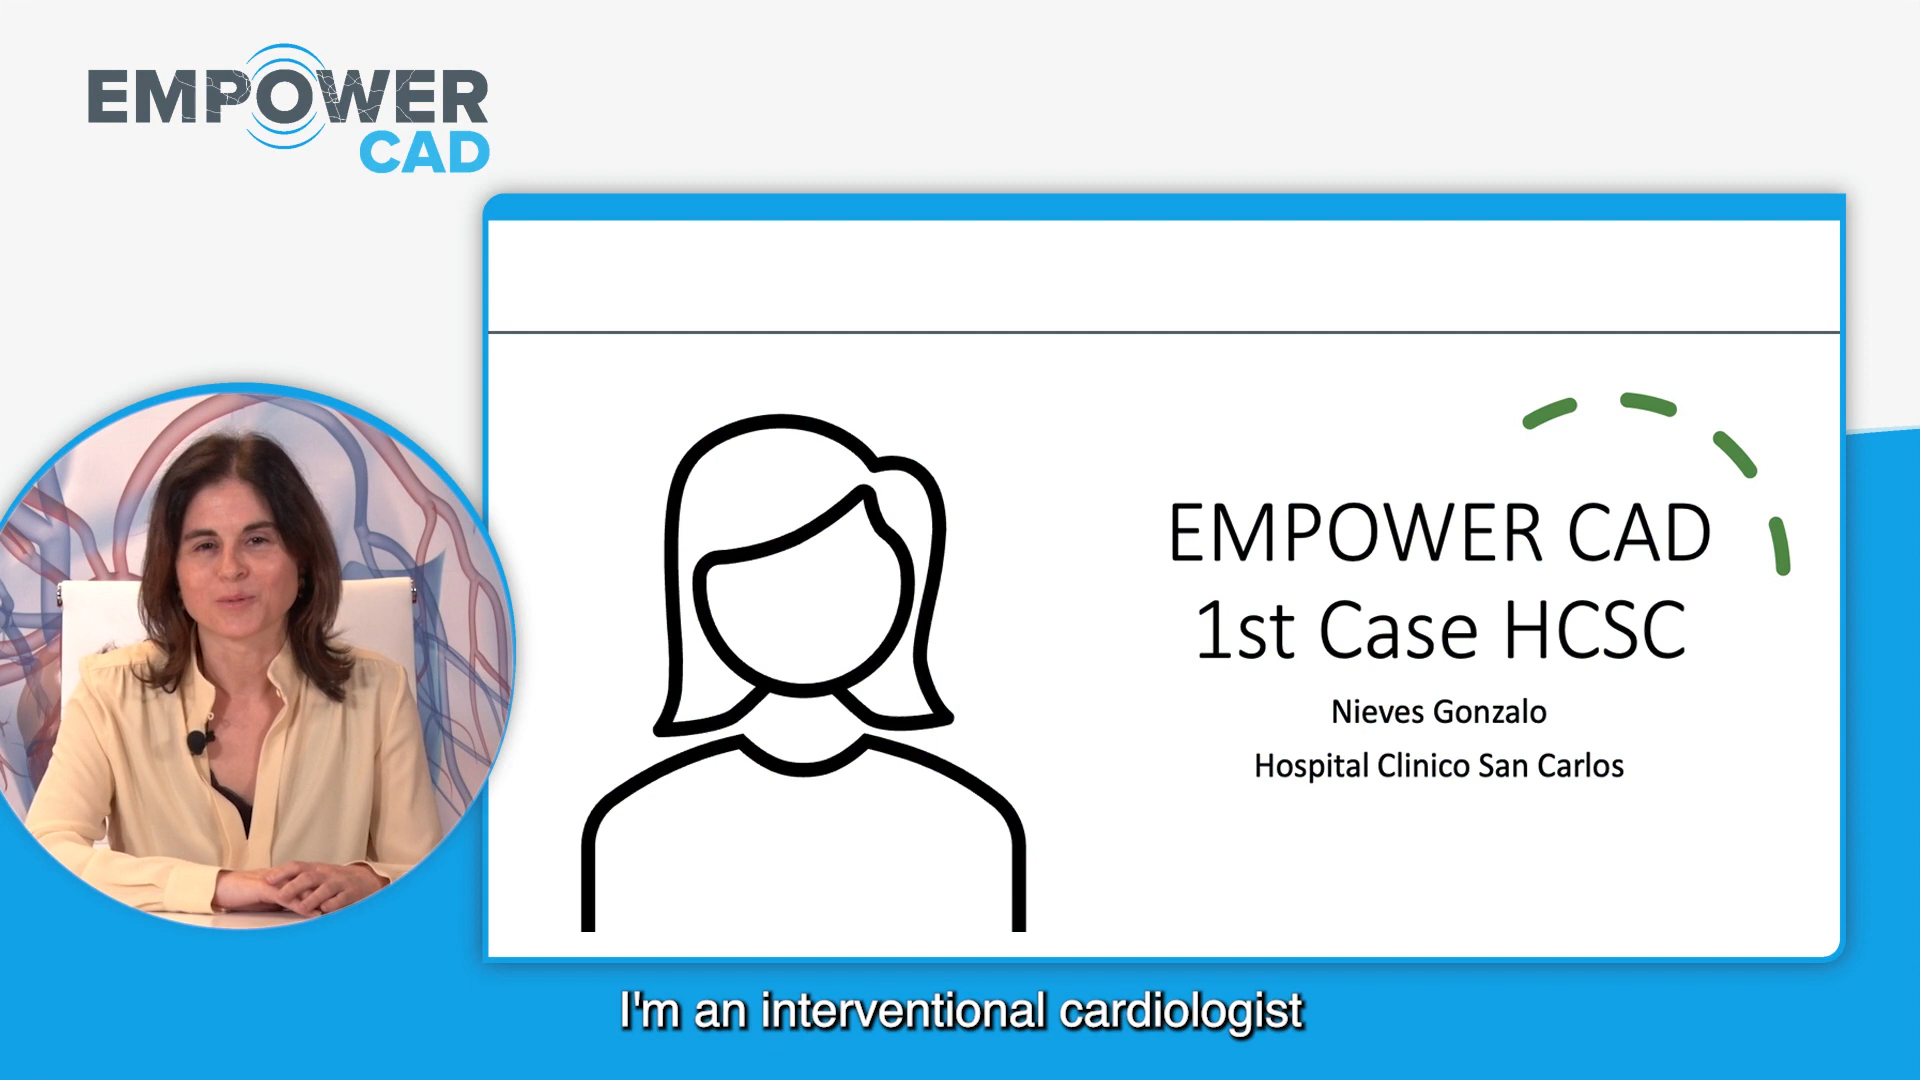 EMPOWER
CAD
EMPOWER CAD
1st Case HCSC
Nieves Gonzalo
Hospital Clinico San Carlos
I'm an interventional cardiologist